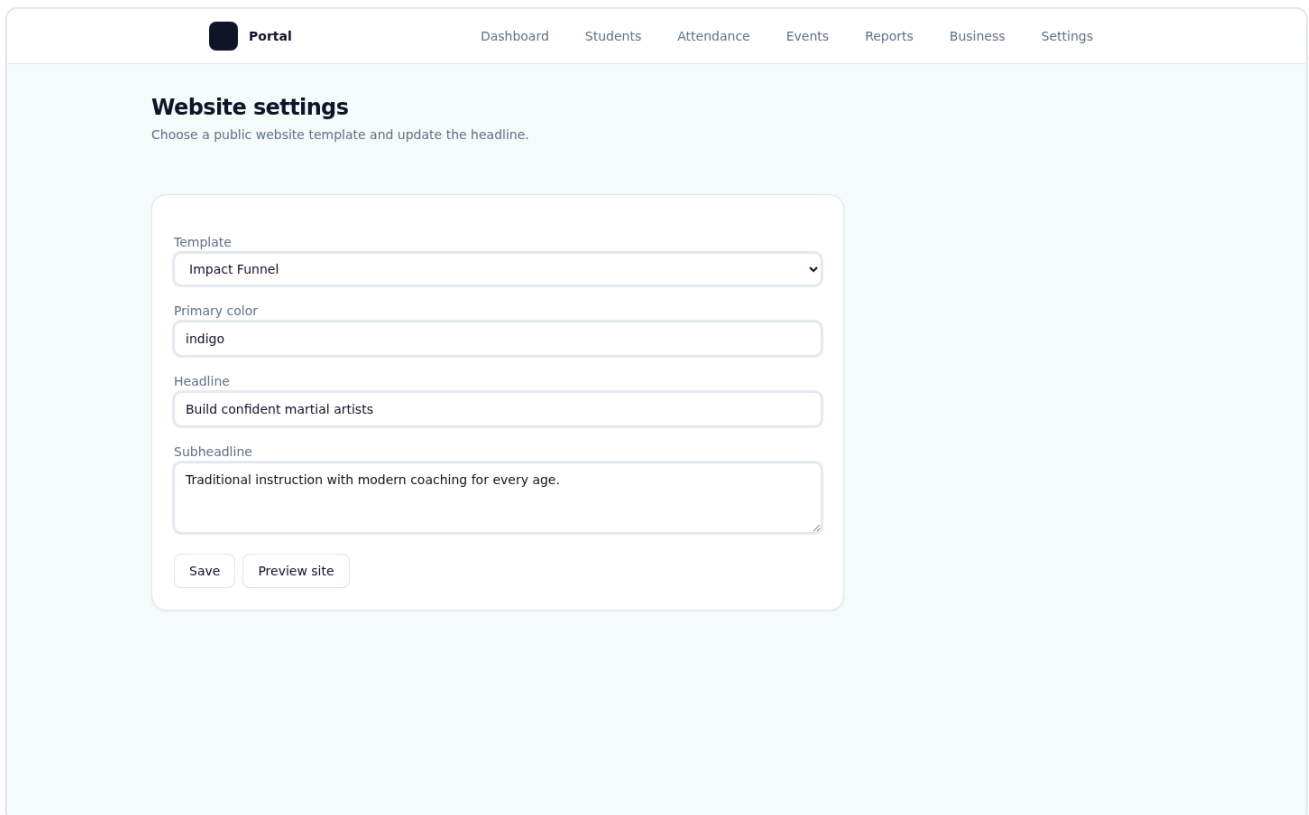 Portal
Dashboard Students Attendance Events Reports Business Settings
Website settings
Choose a public website template and update the headline.
Template
Impact Funnel
Primary color
indigo
Headline
Build confident martial artists
Subheadline
Traditional instruction with modern coaching for every age.
Save Preview site